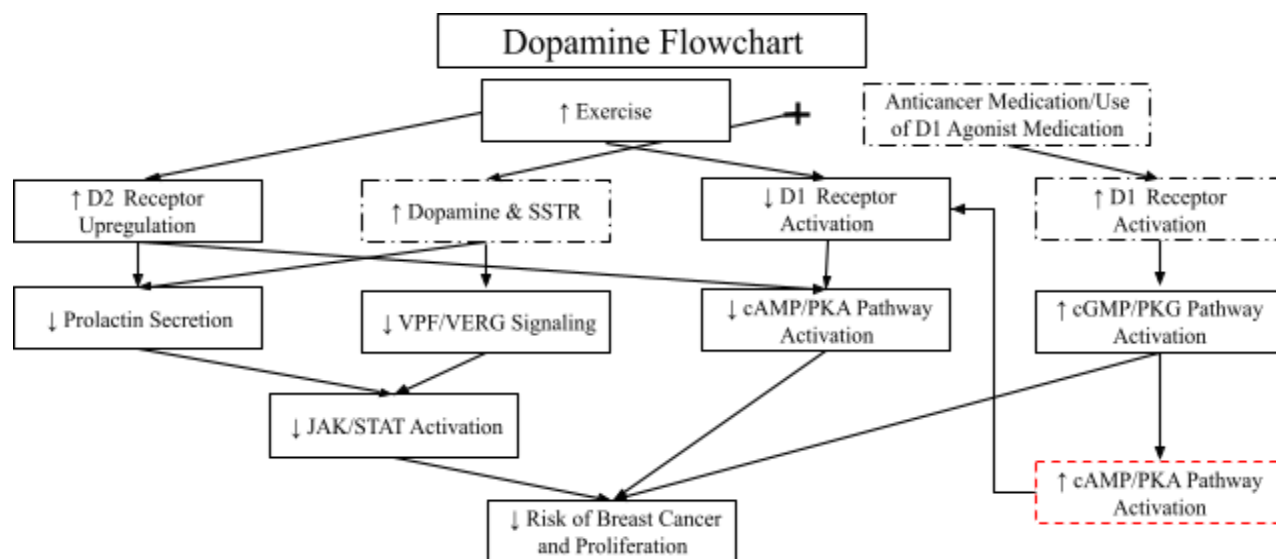 Dopamine Flowchart
↑ Exercise
Anticancer Medication/Use
of D1 Agonist Medication
↑ D2 Receptor
Upregulation
↑ Dopamine & SSTR
↓ D1 Receptor
Activation
↑ D1 Receptor
Activation
↓ Prolactin Secretion
↓ VPF/VERG Signaling
↓ cAMP/PKA Pathway
Activation
↑ cGMP/PKG Pathway
Activation
↓ JAK/STAT Activation
↑ cAMP/PKA Pathway
Activation
↓ Risk of Breast Cancer
and Proliferation